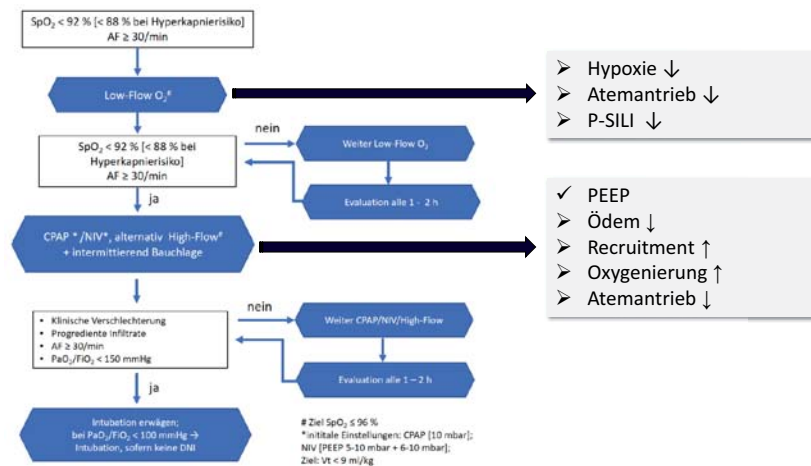 SpO₂ < 92 % [< 88 % bei Hyperkapnierisiko]
AF ≥ 30/min
Low-Flow O₂#
SpO₂ < 92 % [< 88 % bei
Hyperkapnierisiko]
AF ≥ 30/min
nein
Weiter Low-Flow O₂
Evaluation alle 1 - 2 h
ja
CPAP */NIV*, alternativ High-Flow#
+ intermittierend Bauchlage
• Klinische Verschlechterung
• Progrediente Infiltrate
• AF ≥ 30/min
• PaO₂/FiO₂ < 150 mmHg
nein
Weiter CPAP/NIV/High-Flow
Evaluation alle 1 – 2 h
ja
Intubation erwägen;
bei PaO₂/FiO₂ < 100 mmHg →
Intubation, sofern keine DNI
# Ziel SpO₂ ≤ 96 %
*inititale Einstellungen: CPAP [10 mbar];
NIV [PEEP 5-10 mbar + 6-10 mbar];
Ziel: Vt < 9 ml/kg
➤ Hypoxie ↓
➤ Atemantrieb ↓
➤ P-SILI ↓
✓ PEEP
➤ Ödem ↓
➤ Recruitment ↑
➤ Oxygenierung ↑
➤ Atemantrieb ↓